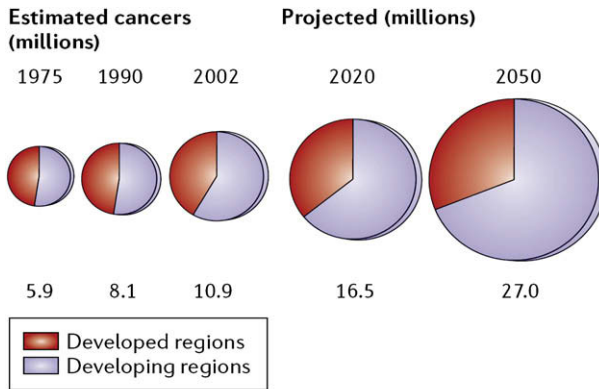 Estimated cancers
(millions)
Projected (millions)
1975 1990 2002 2020 2050
5.9 8.1 10.9 16.5 27.0
Developed regions
Developing regions